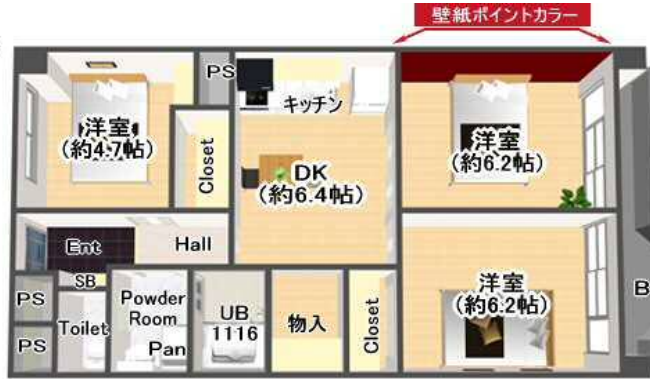 壁紙ポイントカラー
PS
キッチン
洋室
(約4.7帖)
Closet
DK
(約6.4帖)
洋室
(約6.2帖)
Ent
Hall
SB
PS
PS
Toilet
Powder
Room
Pan
UB
1116
物入
Closet
洋室
(約6.2帖)
B